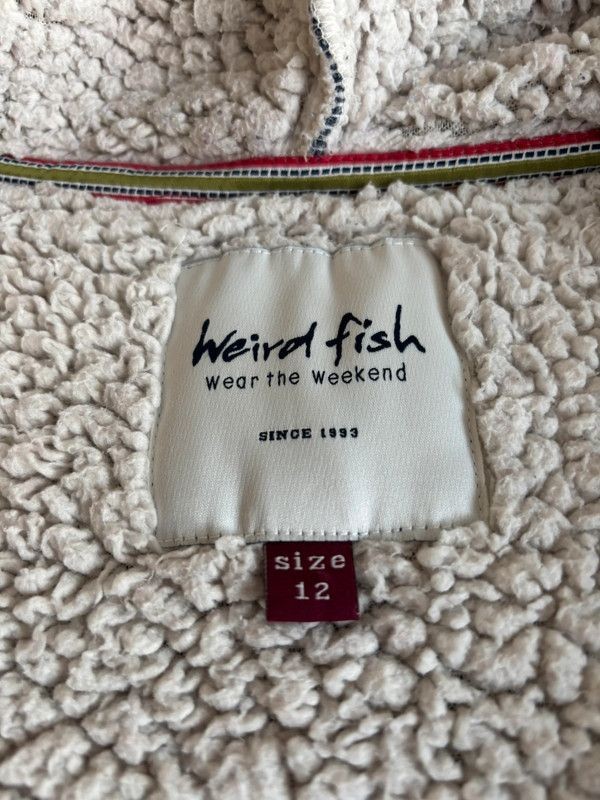 Weird fish
Wear the Weekend
SINCE 1993
size
12